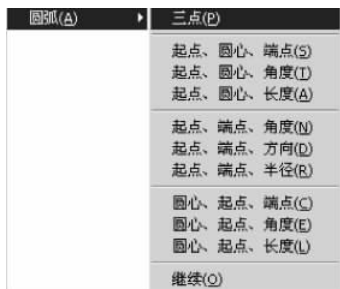 圆弧(A) 三点(P)
起点、圆心、端点(S)
起点、圆心、角度(T)
起点、圆心、长度(A)
起点、端点、角度(N)
起点、端点、方向(D)
起点、端点、半径(R)
圆心、起点、端点(C)
圆心、起点、角度(E)
圆心、起点、长度(L)
继续(O)